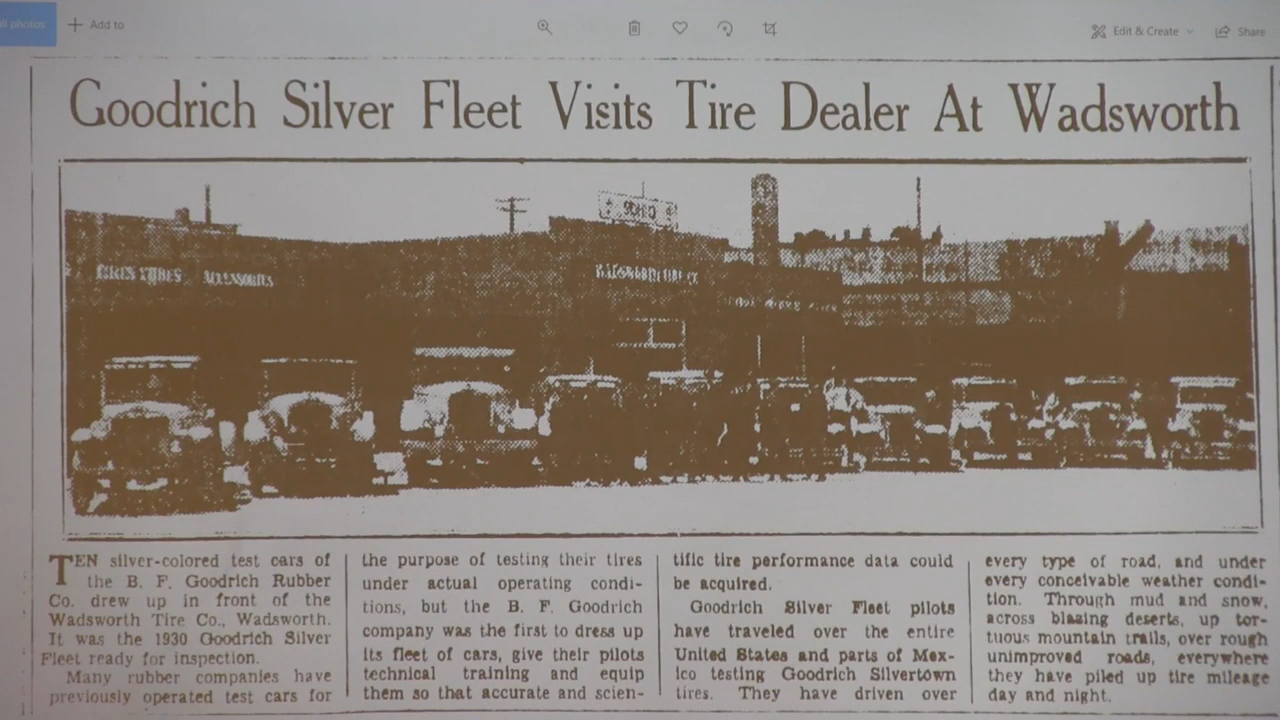 all photos
Add to
Edit & Create
Share
Goodrich Silver Fleet Visits Tire Dealer At Wadsworth
TIRES TUBES ACCESSORIES
WADSWORTH TIRE CO.
TEN silver-colored test cars of
the B. F. Goodrich Rubber
Co. drew up in front of the
Wadsworth Tire Co., Wadsworth.
It was the 1930 Goodrich Silver
Fleet ready for inspection.
Many rubber companies have
previously operated test cars for
the purpose of testing their tires
under actual operating condi-
tions, but the B. F. Goodrich
company was the first to dress up
its fleet of cars, give their pilots
technical training and equip
them so that accurate and scien-
tific tire performance data could
be acquired.
Goodrich Silver Fleet pilots
have traveled over the entire
United States and parts of Mex-
ico testing Goodrich Silvertown
tires. They have driven over
every type of road, and under
every conceivable weather condi-
tion. Through mud and snow,
across blazing deserts, up tor-
tuous mountain trails, over rough
unimproved roads, everywhere
they have piled up tire mileage
day and night.